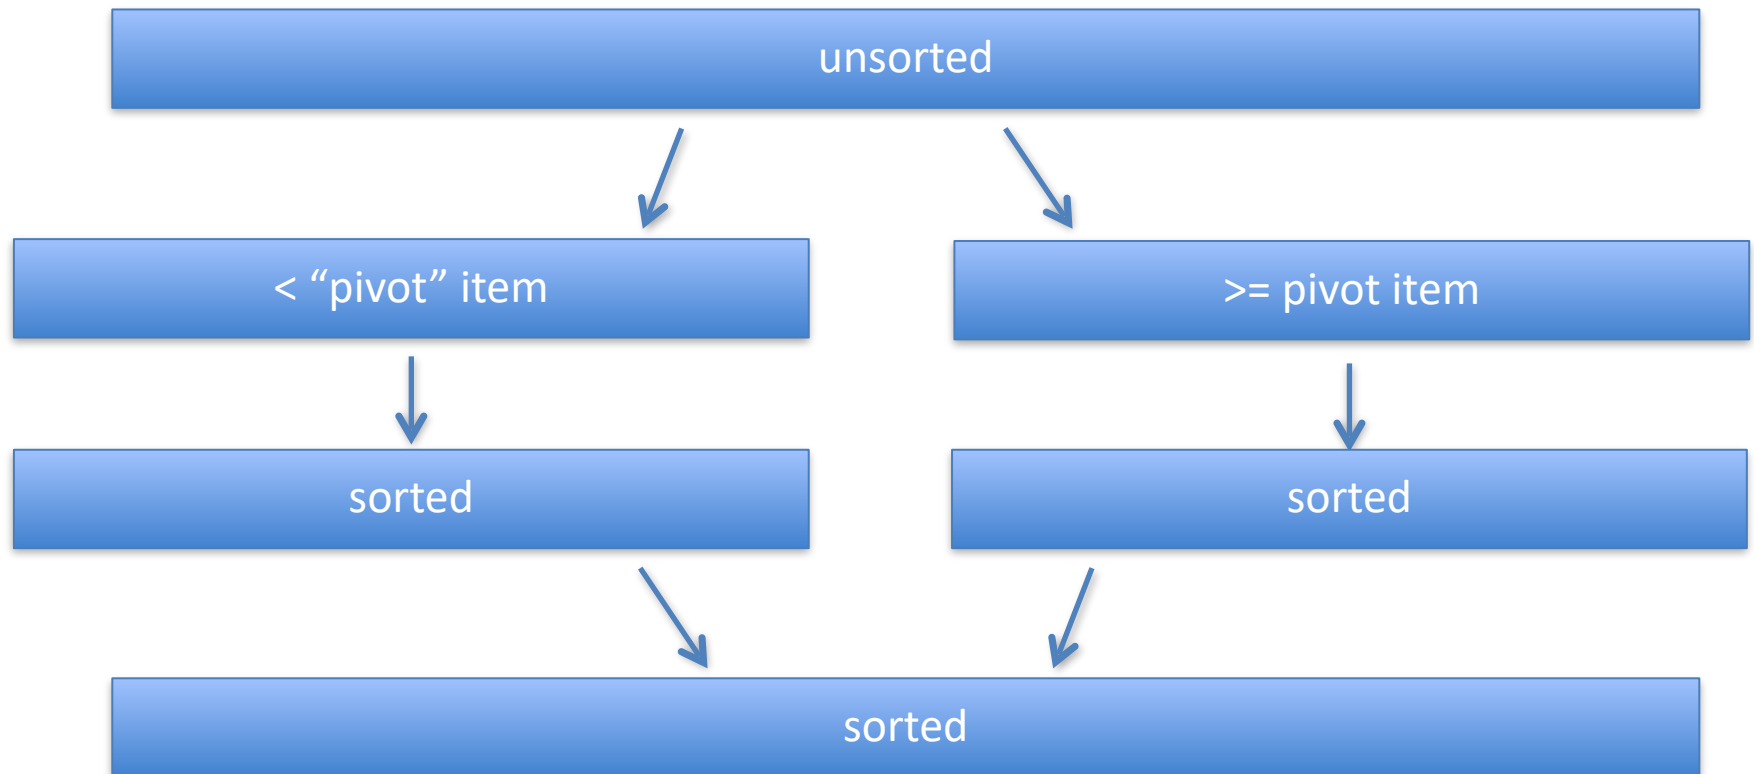 unsorted
< “pivot” item
>= pivot item
sorted
sorted
sorted